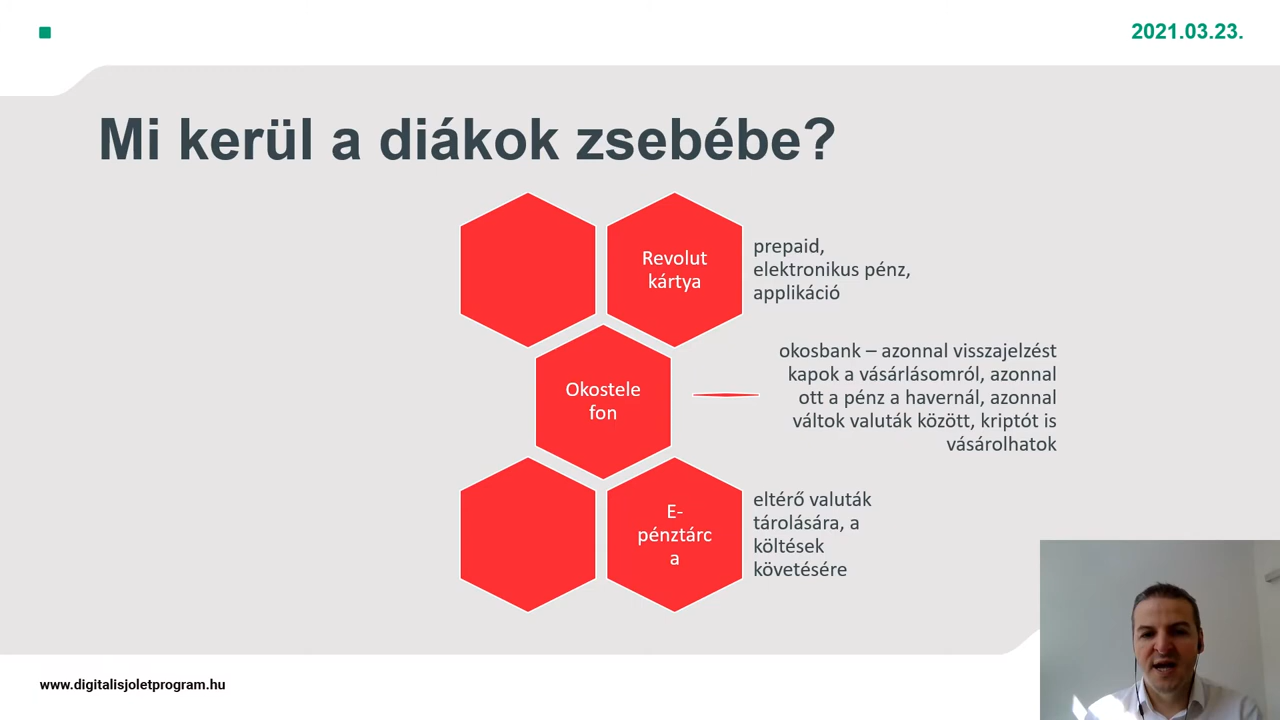 2021.03.23.
Mi kerül a diákok zsebébe?
Revolut
kártya
prepaid,
elektronikus pénz,
applikáció
Okostele
fon
okosbank – azonnal visszajelzést
kapok a vásárlásomról, azonnal
ott a pénz a havernál, azonnal
váltok valuták között, kriptót is
vásárolhatok
E-
pénztárc
a
eltérő valuták
tárolására, a
költések
követésére
www.digitalisjoletprogram.hu